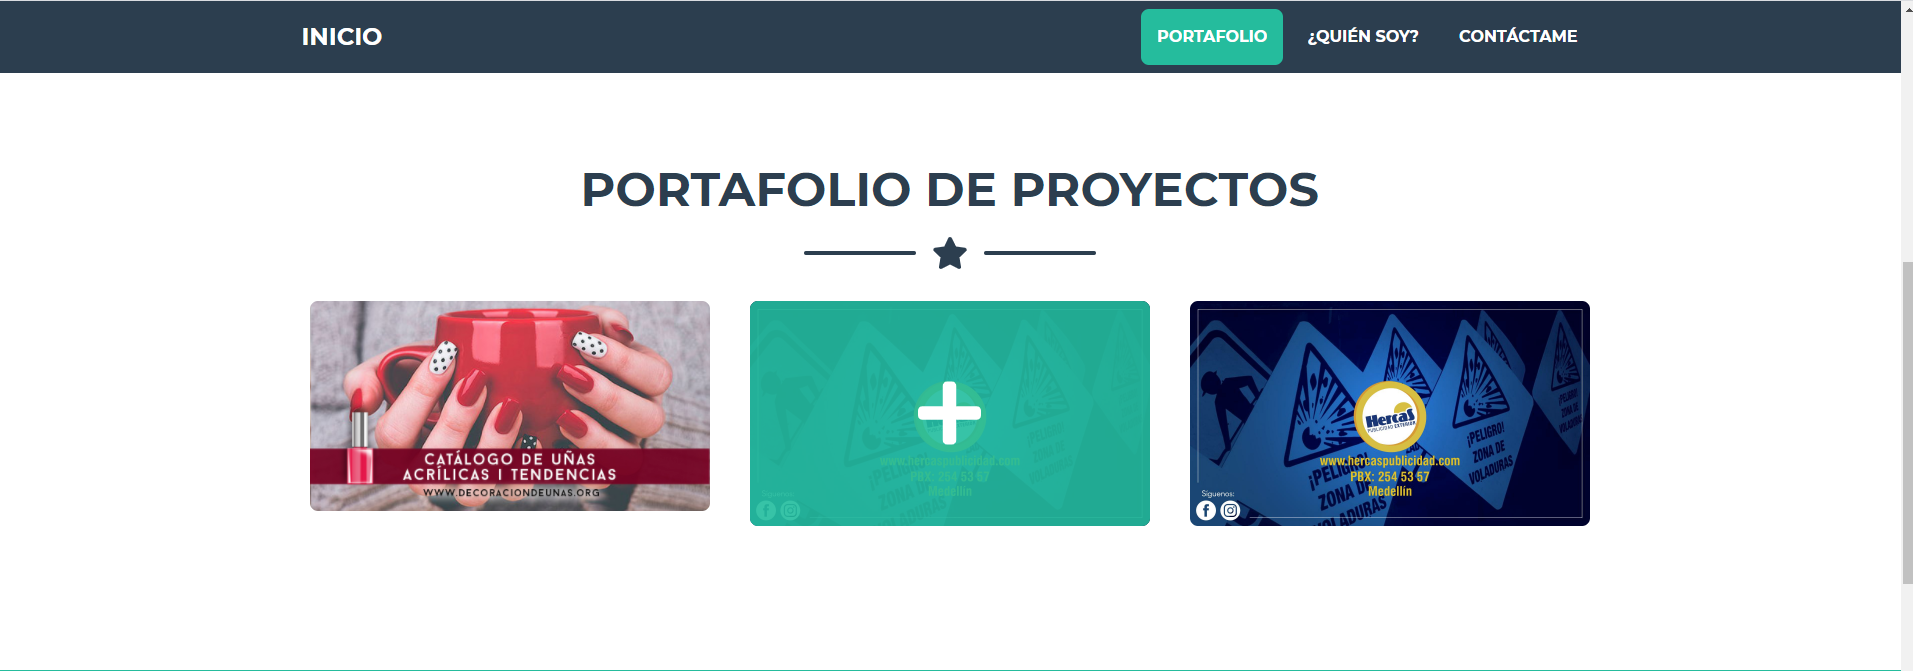 INICIO
PORTAFOLIO
¿QUIÉN SOY?
CONTÁCTAME
PORTAFOLIO DE PROYECTOS
CATÁLOGO DE UÑAS
ACRÍLICAS I TENDENCIAS
WWW.DECORACIONDEUNAS.ORG
www.hercaspublicidad.com
PBX: 254 53 57
Medellín
Síguenos:
Hercas
PUBLICIDAD EXTERIOR
www.hercaspublicidad.com
PBX: 254 53 57
Medellín
Síguenos:
¡PELIGRO!
ZONA DE
VOLADURAS
¡PELIGRO!
ZONA DE
VOLADURAS
¡PELIGRO!
ZONA DE
VOLADURAS